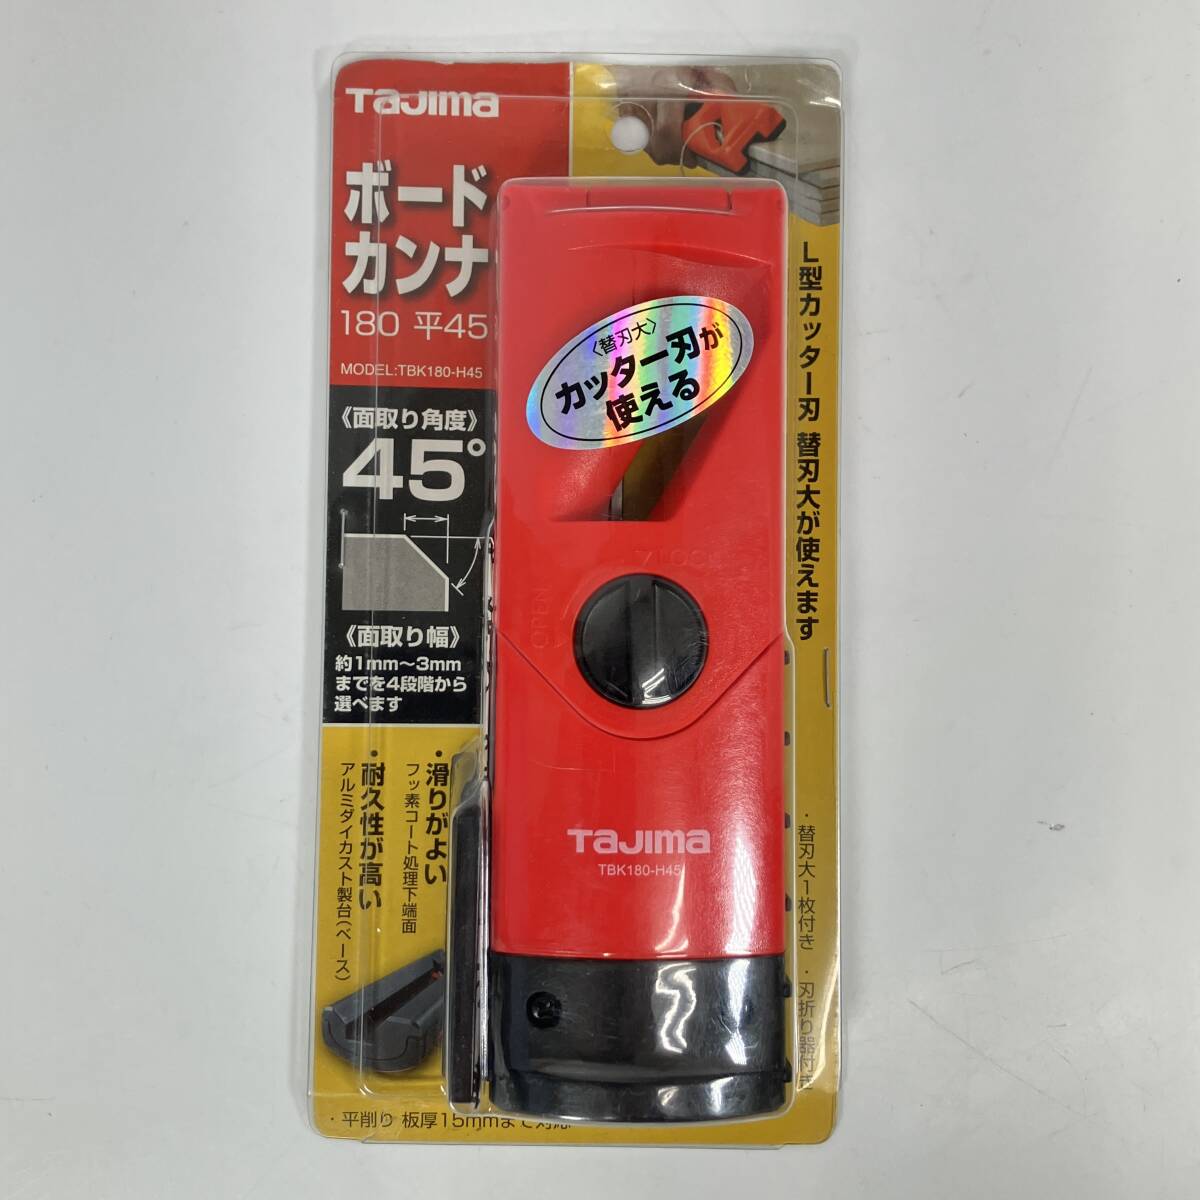 TAJIMA
ボード
カンナ
180 平45
MODEL:TBK180-H45
《面取り角度》
45°
《面取り幅》
約1mm〜3mm
までを4段階から
選べます
・滑りがよい
フッ素コート処理下端面
・耐久性が高い
アルミダイカスト製台(ベース)
・平削り 板厚15mmまで対応
〈替刃大〉
カッター刃が
使える
LOCK
OPEN
TAJIMA
TBK180-H45
L型カッター刃 替刃大が使えます
・替刃大1枚付き ・刃折り器付き